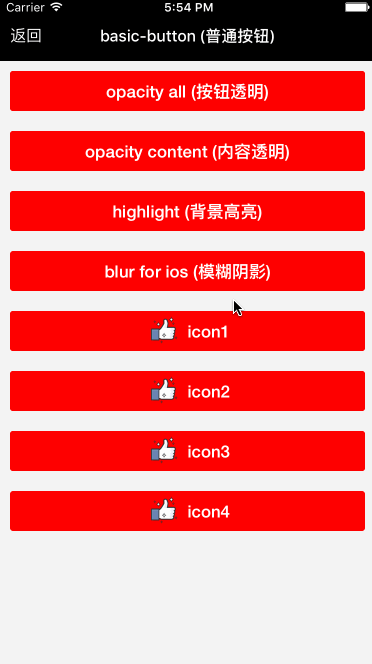 Carrier 5:54 PM
返回 basic-button (普通按钮)
opacity all (按钮透明)
opacity content (内容透明)
highlight (背景高亮)
blur for ios (模糊阴影)
icon1
icon2
icon3
icon4